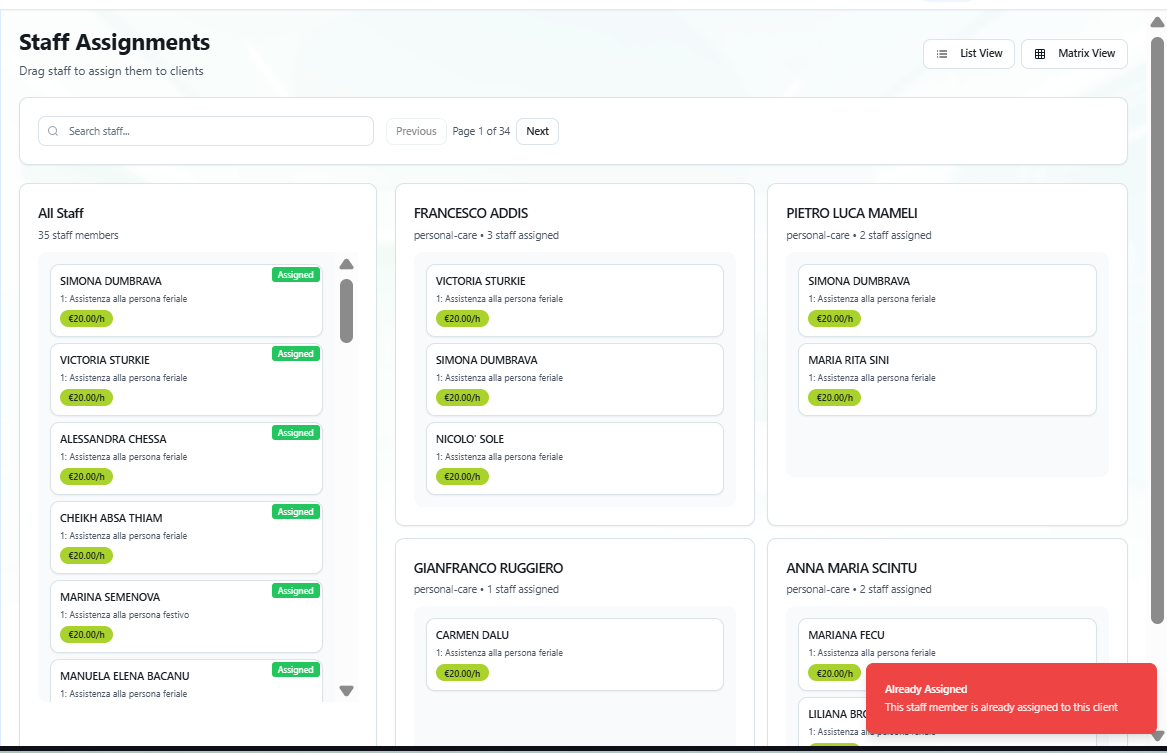 Staff Assignments
Drag staff to assign them to clients
List View
Matrix View
Search staff...
Previous
Page 1 of 34
Next
All Staff
35 staff members
SIMONA DUMBRAVA
Assigned
1: Assistenza alla persona feriale
€20.00/h
VICTORIA STURKIE
Assigned
1: Assistenza alla persona feriale
€20.00/h
ALESSANDRA CHESSA
Assigned
1: Assistenza alla persona feriale
€20.00/h
CHEIKH ABSA THIAM
Assigned
1: Assistenza alla persona feriale
€20.00/h
MARINA SEMENOVA
Assigned
1: Assistenza alla persona festivo
€20.00/h
MANUELA ELENA BACANU
Assigned
1: Assistenza alla persona feriale
FRANCESCO ADDIS
personal-care • 3 staff assigned
VICTORIA STURKIE
1: Assistenza alla persona feriale
€20.00/h
SIMONA DUMBRAVA
1: Assistenza alla persona feriale
€20.00/h
NICOLO' SOLE
1: Assistenza alla persona feriale
€20.00/h
PIETRO LUCA MAMELI
personal-care • 2 staff assigned
SIMONA DUMBRAVA
1: Assistenza alla persona feriale
€20.00/h
MARIA RITA SINI
1: Assistenza alla persona feriale
€20.00/h
GIANFRANCO RUGGIERO
personal-care • 1 staff assigned
CARMEN DALU
1: Assistenza alla persona feriale
€20.00/h
ANNA MARIA SCINTU
personal-care • 2 staff assigned
MARIANA FECU
1: Assistenza alla persona feriale
€20.00/h
LILIANA
1: Assistenza
Already Assigned
This staff member is already assigned to this client